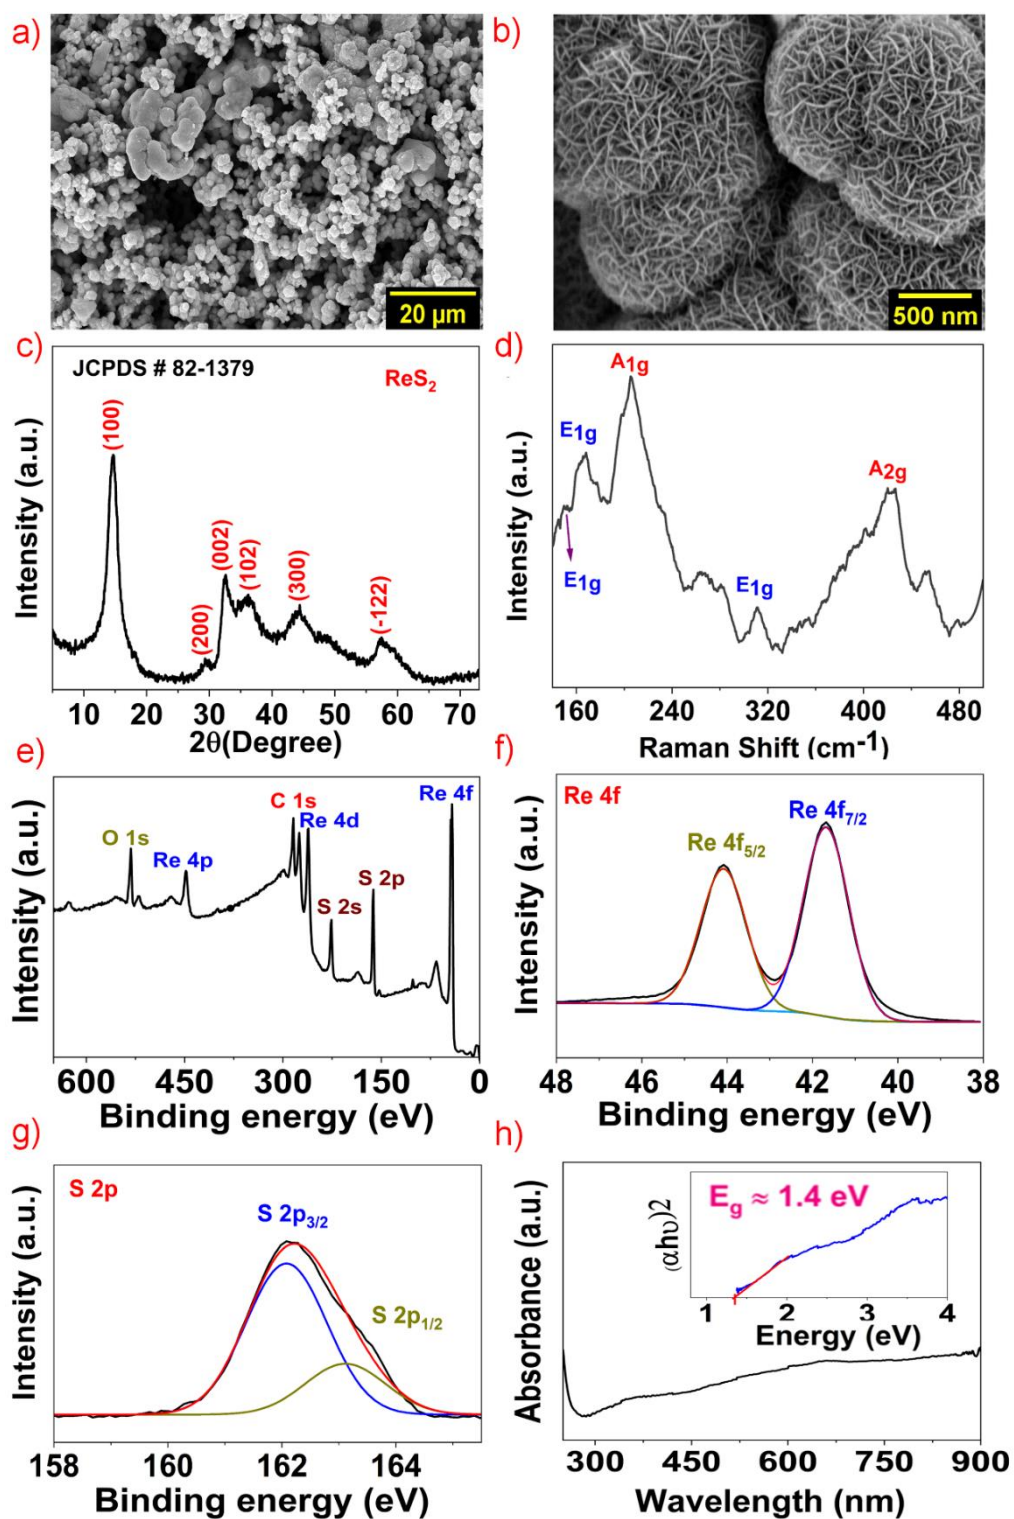 a)
20 µm
b)
500 nm
c)
JCPDS # 82-1379
ReS₂
(100)
(200)
(002)
(102)
(300)
(-122)
Intensity (a.u.)
10 20 30 40 50 60 70
2θ(Degree)
d)
A1g
E1g
E1g
E1g
A2g
Intensity (a.u.)
160 240 320 400 480
Raman Shift (cm-1)
e)
O 1s
Re 4p
C 1s
Re 4d
S 2s
S 2p
Re 4f
Intensity (a.u.)
600 450 300 150 0
Binding energy (eV)
f)
Re 4f
Re 4f5/2
Re 4f7/2
Intensity (a.u.)
48 46 44 42 40 38
Binding energy (eV)
g)
S 2p
S 2p3/2
S 2p1/2
Intensity (a.u.)
158 160 162 164
Binding energy (eV)
h)
Eg ≈ 1.4 eV
(αhυ)2
1 2 3 4
Energy (eV)
Absorbance (a.u.)
300 450 600 750 900
Wavelength (nm)